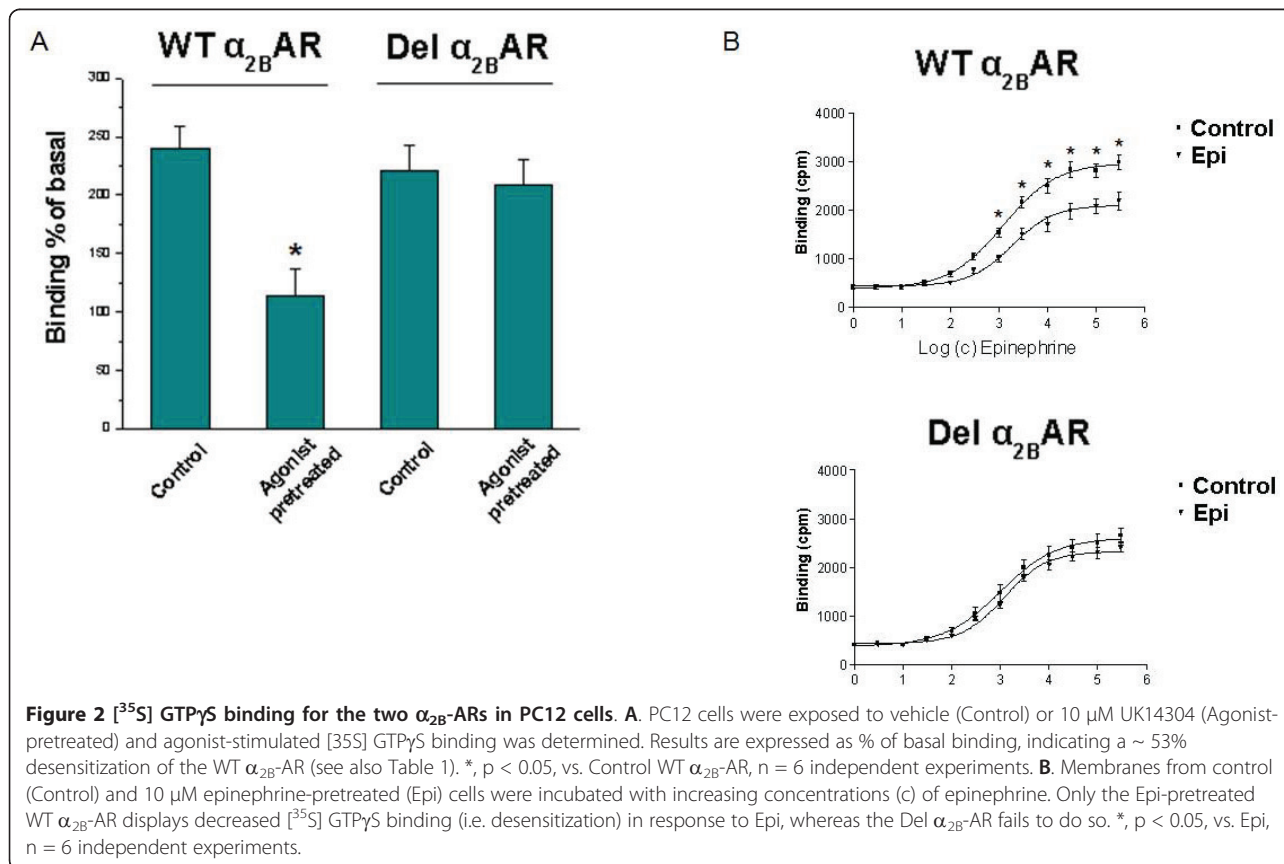 A
WT α2BAR Del α2BAR
Binding % of basal
300
250
200
150
100
50
0
*
Control
Agonist pretreated
Control
Agonist pretreated
B
WT α2BAR
Binding (cpm)
4000
3000
2000
1000
0
* * * * * *
Control
Epi
0 1 2 3 4 5 6
Log (c) Epinephrine
Del α2BAR
Binding (cpm)
4000
3000
2000
1000
0
Control
Epi
0 1 2 3 4 5 6
Figure 2 [³⁵S] GTPγS binding for the two α2B-ARs in PC12 cells. A. PC12 cells were exposed to vehicle (Control) or 10 μM UK14304 (Agonist-
pretreated) and agonist-stimulated [35S] GTPγS binding was determined. Results are expressed as % of basal binding, indicating a ~ 53%
desensitization of the WT α2B-AR (see also Table 1). *, p < 0.05, vs. Control WT α2B-AR, n = 6 independent experiments. B. Membranes from control
(Control) and 10 μM epinephrine-pretreated (Epi) cells were incubated with increasing concentrations (c) of epinephrine. Only the Epi-pretreated
WT α2B-AR displays decreased [³⁵S] GTPγS binding (i.e. desensitization) in response to Epi, whereas the Del α2B-AR fails to do so. *, p < 0.05, vs. Epi,
n = 6 independent experiments.